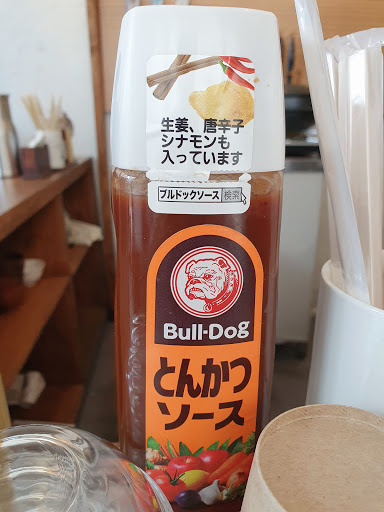 生姜、唐辛子
シナモンも
入っています
ブルドックソース 検索
Bull-Dog
とんかつ
ソース